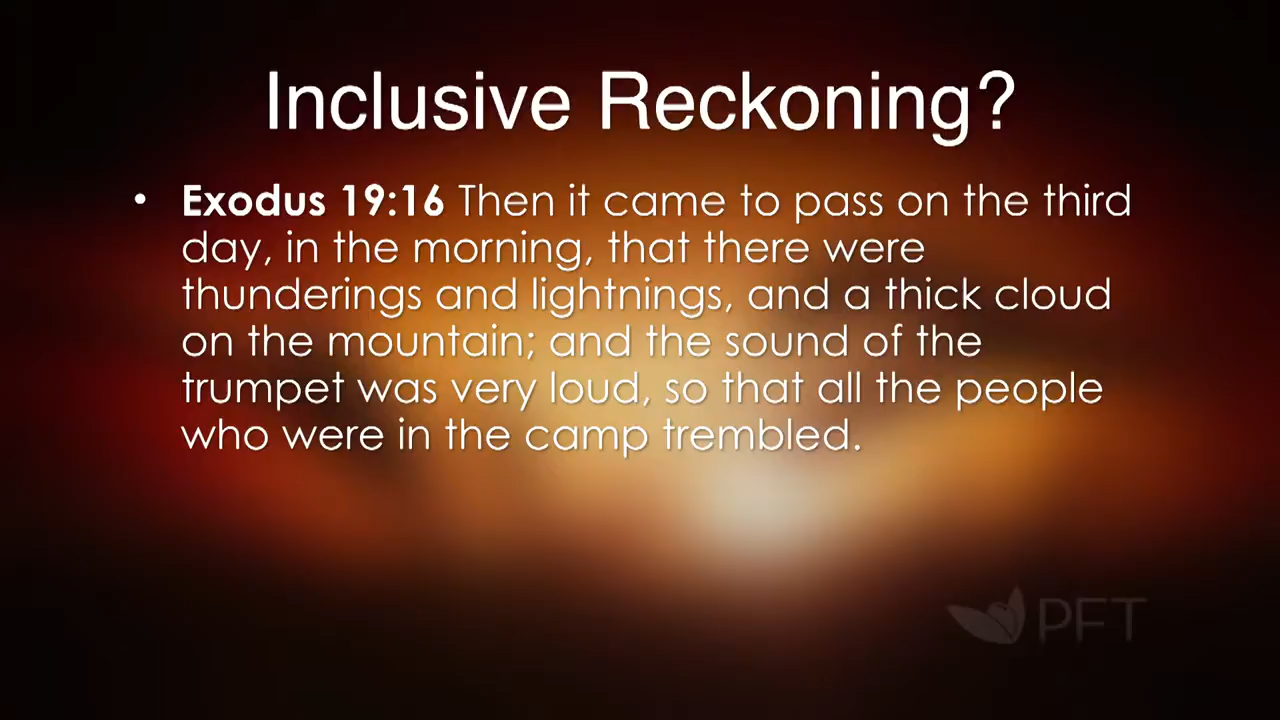 Inclusive Reckoning?
• Exodus 19:16 Then it came to pass on the third
day, in the morning, that there were
thunderings and lightnings, and a thick cloud
on the mountain; and the sound of the
trumpet was very loud, so that all the people
who were in the camp trembled.
PFT